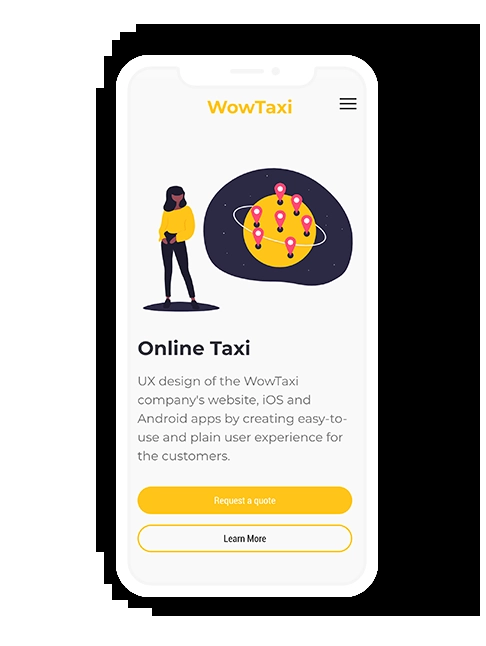 WowTaxi
Online Taxi
UX design of the WowTaxi
company's website, iOS and
Android apps by creating easy-to-
use and plain user experience for
the customers.
Request a quote
Learn More